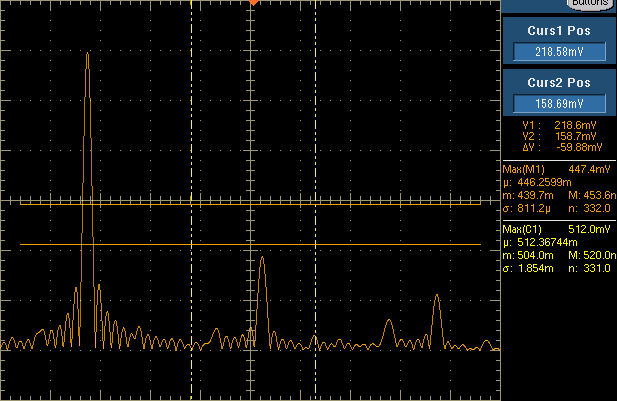 Buttons
Curs1 Pos
218.58mV
Curs2 Pos
158.69mV
V1 : 218.6mV
V2 : 158.7mV
ΔV : -59.88mV
Max(M1) 447.4mV
µ: 446.2599m
m: 439.7m M: 453.6m
σ: 811.2µ n: 332.0
Max(C1) 512.0mV
µ: 512.36744m
m: 504.0m M: 520.0m
σ: 1.854m n: 331.0